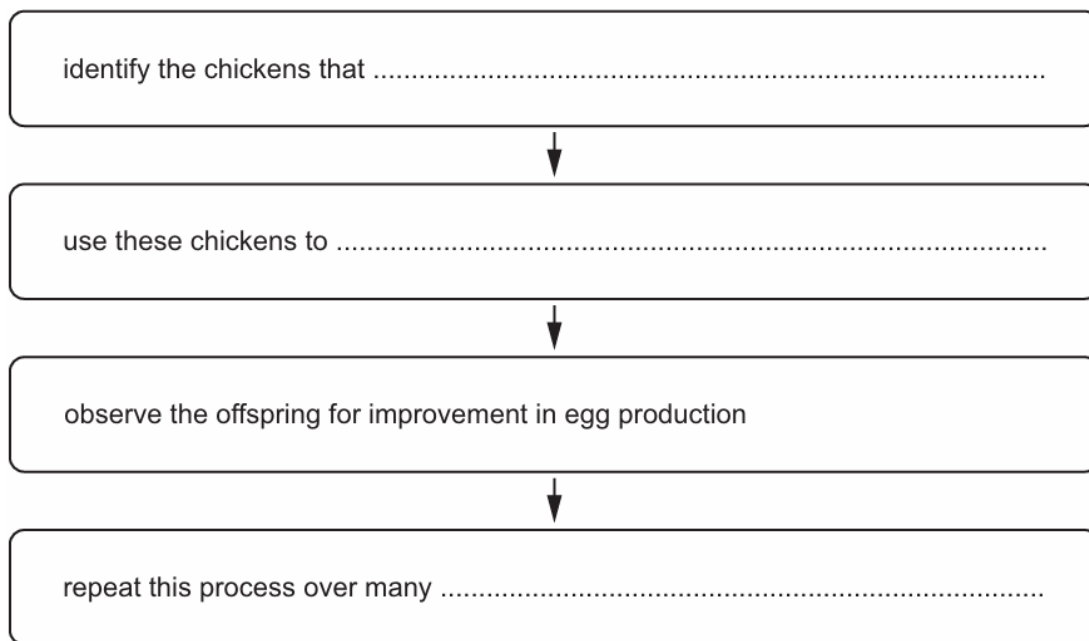 identify the chickens that ........................................................................................
use these chickens to .............................................................................................
observe the offspring for improvement in egg production
repeat this process over many ...............................................................................